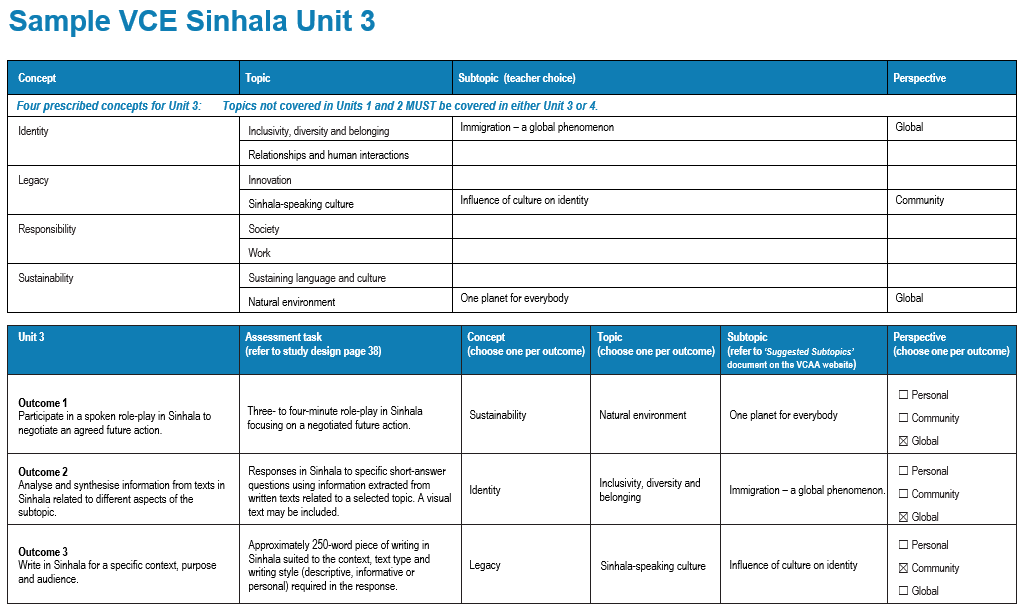 Sample VCE Sinhala Unit 3
Concept Topic Subtopic (teacher choice) Perspective
Four prescribed concepts for Unit 3: Topics not covered in Units 1 and 2 MUST be covered in either Unit 3 or 4.
Identity Inclusivity, diversity and belonging Immigration – a global phenomenon Global
Relationships and human interactions
Legacy Innovation
Sinhala-speaking culture Influence of culture on identity Community
Responsibility Society
Work
Sustainability Sustaining language and culture
Natural environment One planet for everybody Global
Unit 3
Assessment task
(refer to study design page 38)
Concept
(choose one per outcome)
Topic
(choose one per outcome)
Subtopic
(refer to ‘Suggested Subtopics’
document on the VCAA website)
Perspective
(choose one per outcome)
Outcome 1
Participate in a spoken role-play in Sinhala to
negotiate an agreed future action.
Three- to four-minute role-play in Sinhala
focusing on a negotiated future action.
Sustainability
Natural environment
One planet for everybody
☐ Personal
☐ Community
☒ Global
Outcome 2
Analyse and synthesise information from texts in
Sinhala related to different aspects of the
subtopic.
Responses in Sinhala to specific short-answer
questions using information extracted from
written texts related to a selected topic. A visual
text may be included.
Identity
Inclusivity, diversity and
belonging
Immigration – a global phenomenon.
☐ Personal
☐ Community
☒ Global
Outcome 3
Write in Sinhala for a specific context, purpose
and audience.
Approximately 250-word piece of writing in
Sinhala suited to the context, text type and
writing style (descriptive, informative or
personal) required in the response.
Legacy
Sinhala-speaking culture
Influence of culture on identity
☐ Personal
☒ Community
☐ Global